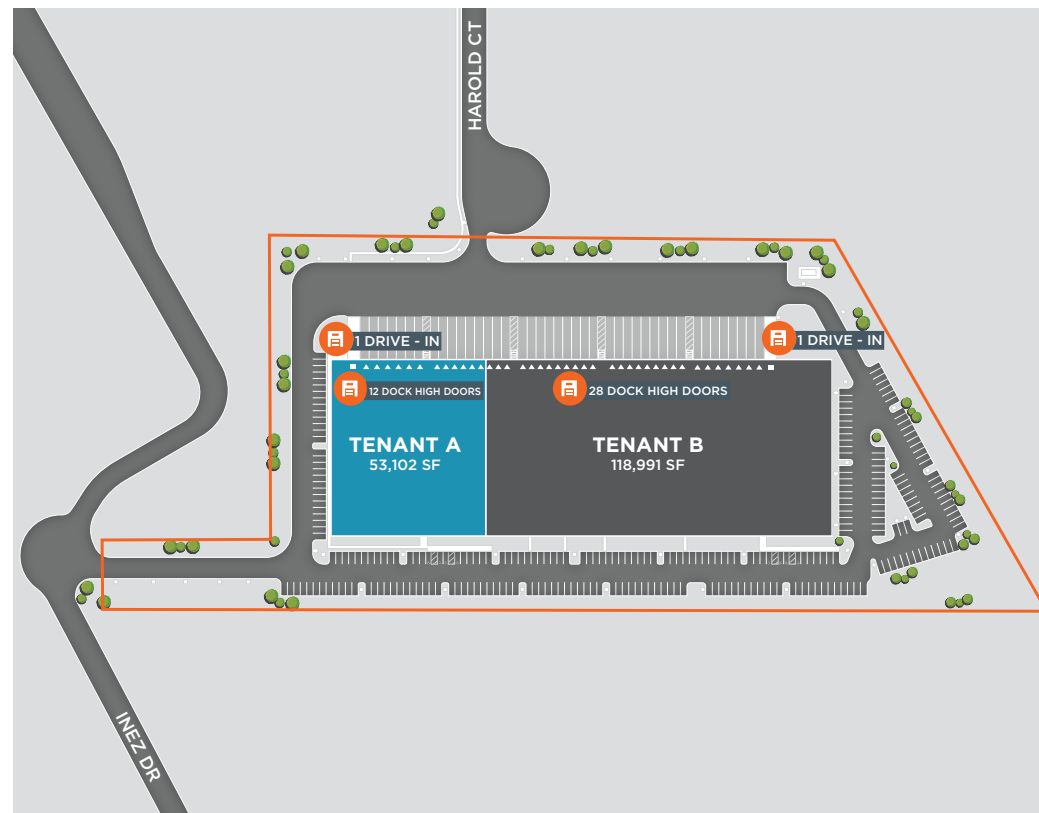 HAROLD CT
1 DRIVE - IN
1 DRIVE - IN
12 DOCK HIGH DOORS
28 DOCK HIGH DOORS
TENANT A
53,102 SF
TENANT B
118,991 SF
INEZ DR